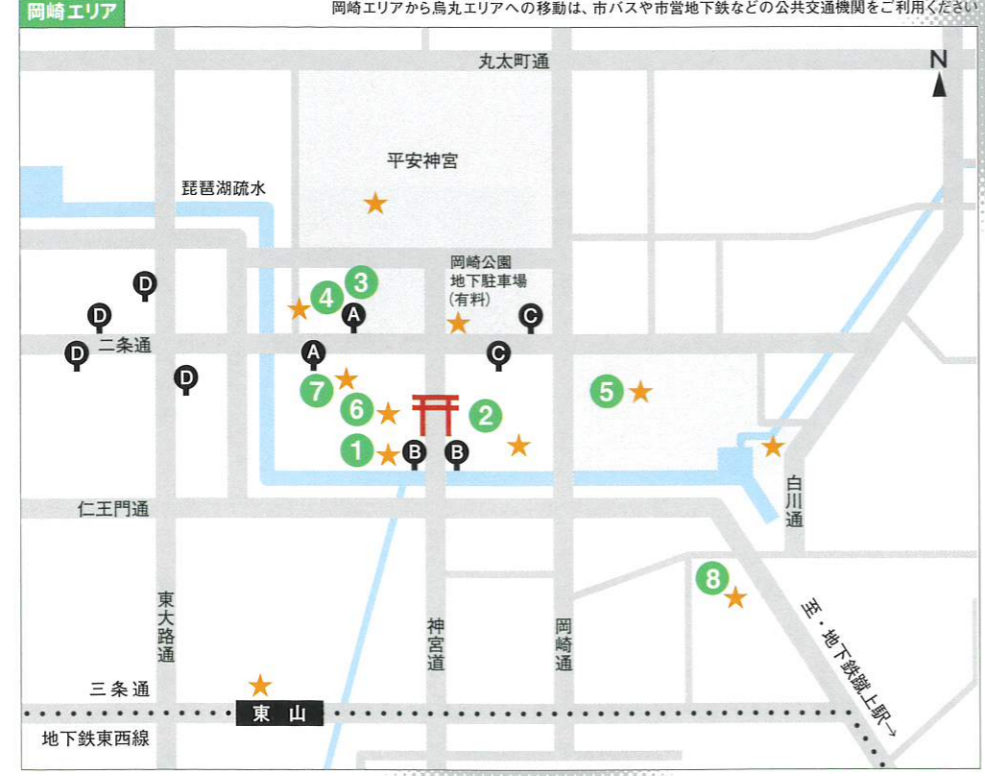 岡崎エリア
岡崎エリアから烏丸エリアへの移動は、市バスや市営地下鉄などの公共交通機関をご利用ください
丸太町通
N
平安神宮
琵琶湖疏水
岡崎公園
地下駐車場
(有料)
D
3
4
A
C
D
二条通
D
A
C
D
7
5
6
2
1
B
B
仁王門通
白川通
8
東大路通
神宮道
岡崎通
至・地下鉄蹴上駅→
三条通
東山
地下鉄東西線